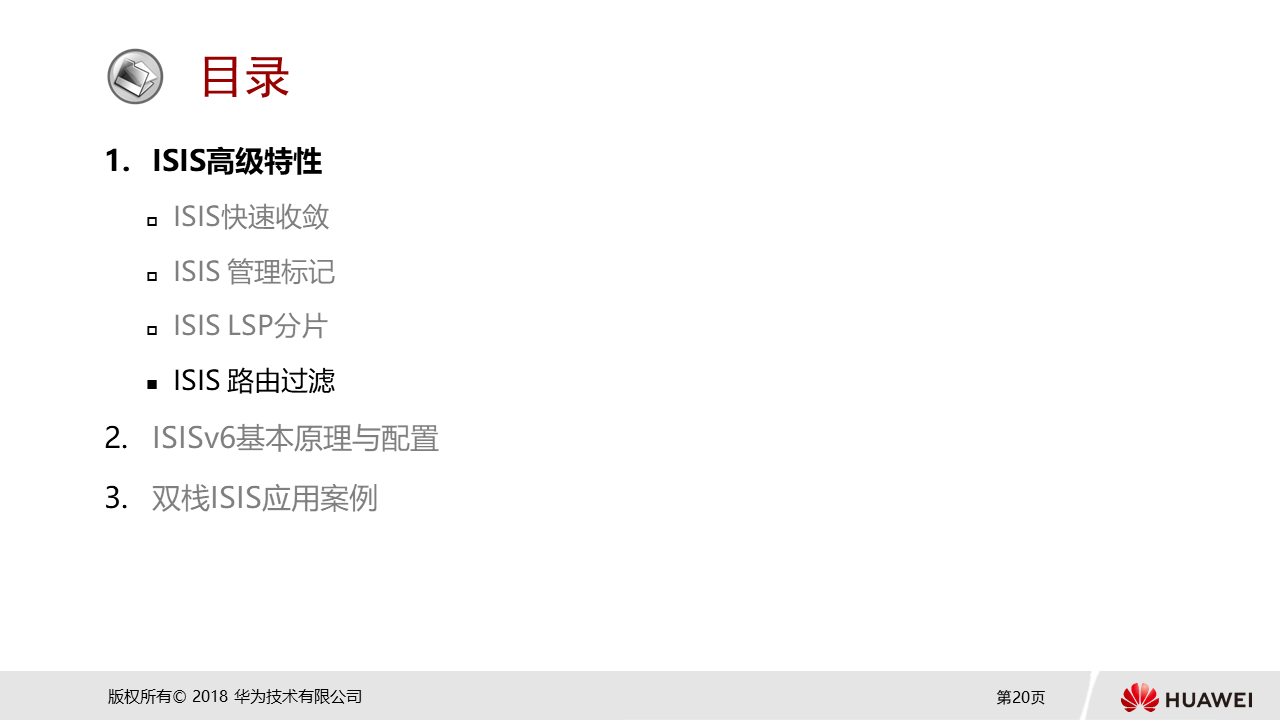 目录
1. ISIS高级特性
ISIS快速收敛
ISIS 管理标记
ISIS LSP分片
ISIS 路由过滤
2. ISISv6基本原理与配置
3. 双栈ISIS应用案例
版权所有© 2018 华为技术有限公司
第20页
HUAWEI